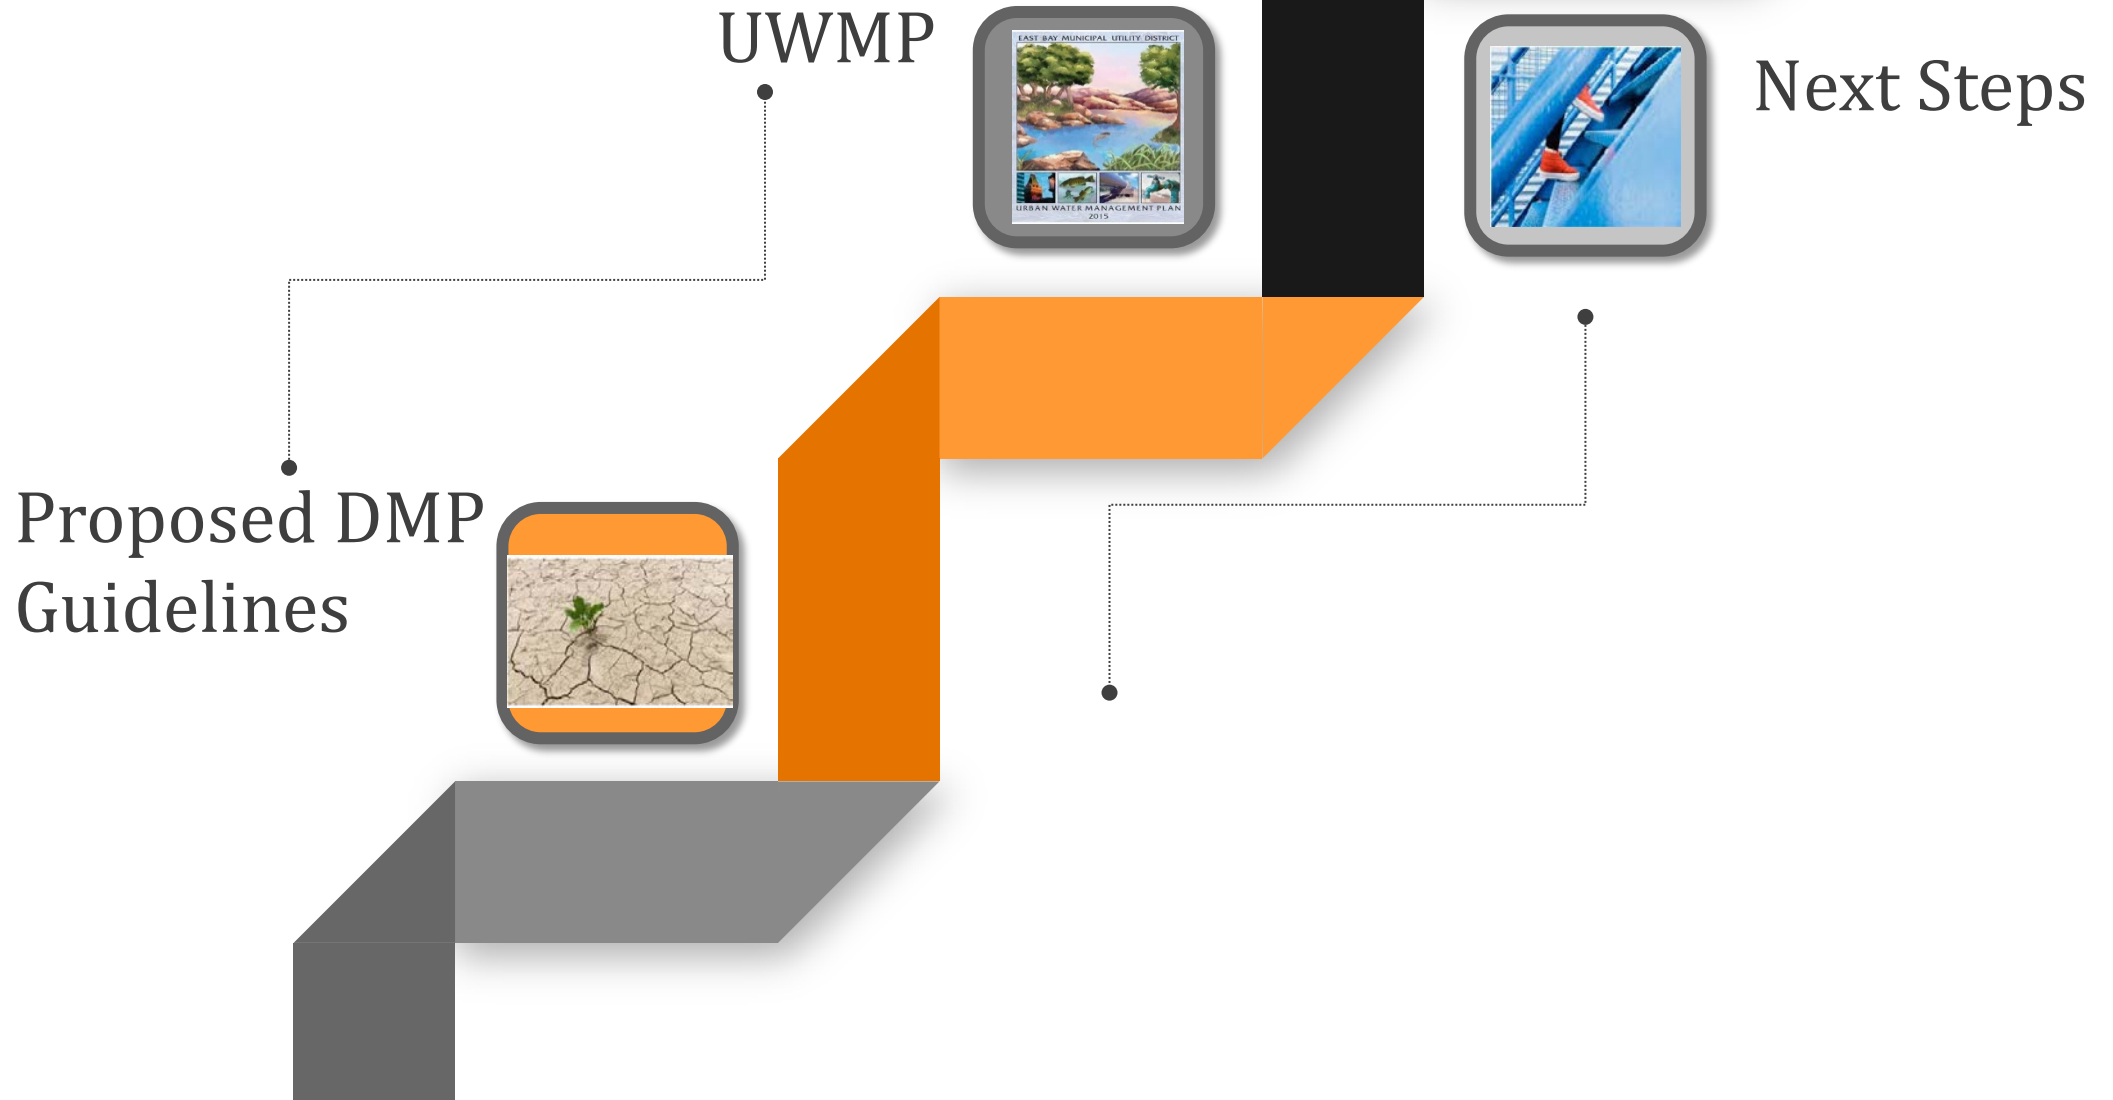 UWMP
EAST BAY MUNICIPAL UTILITY DISTRICT
URBAN WATER MANAGEMENT PLAN
2015
Next Steps
Proposed DMP
Guidelines